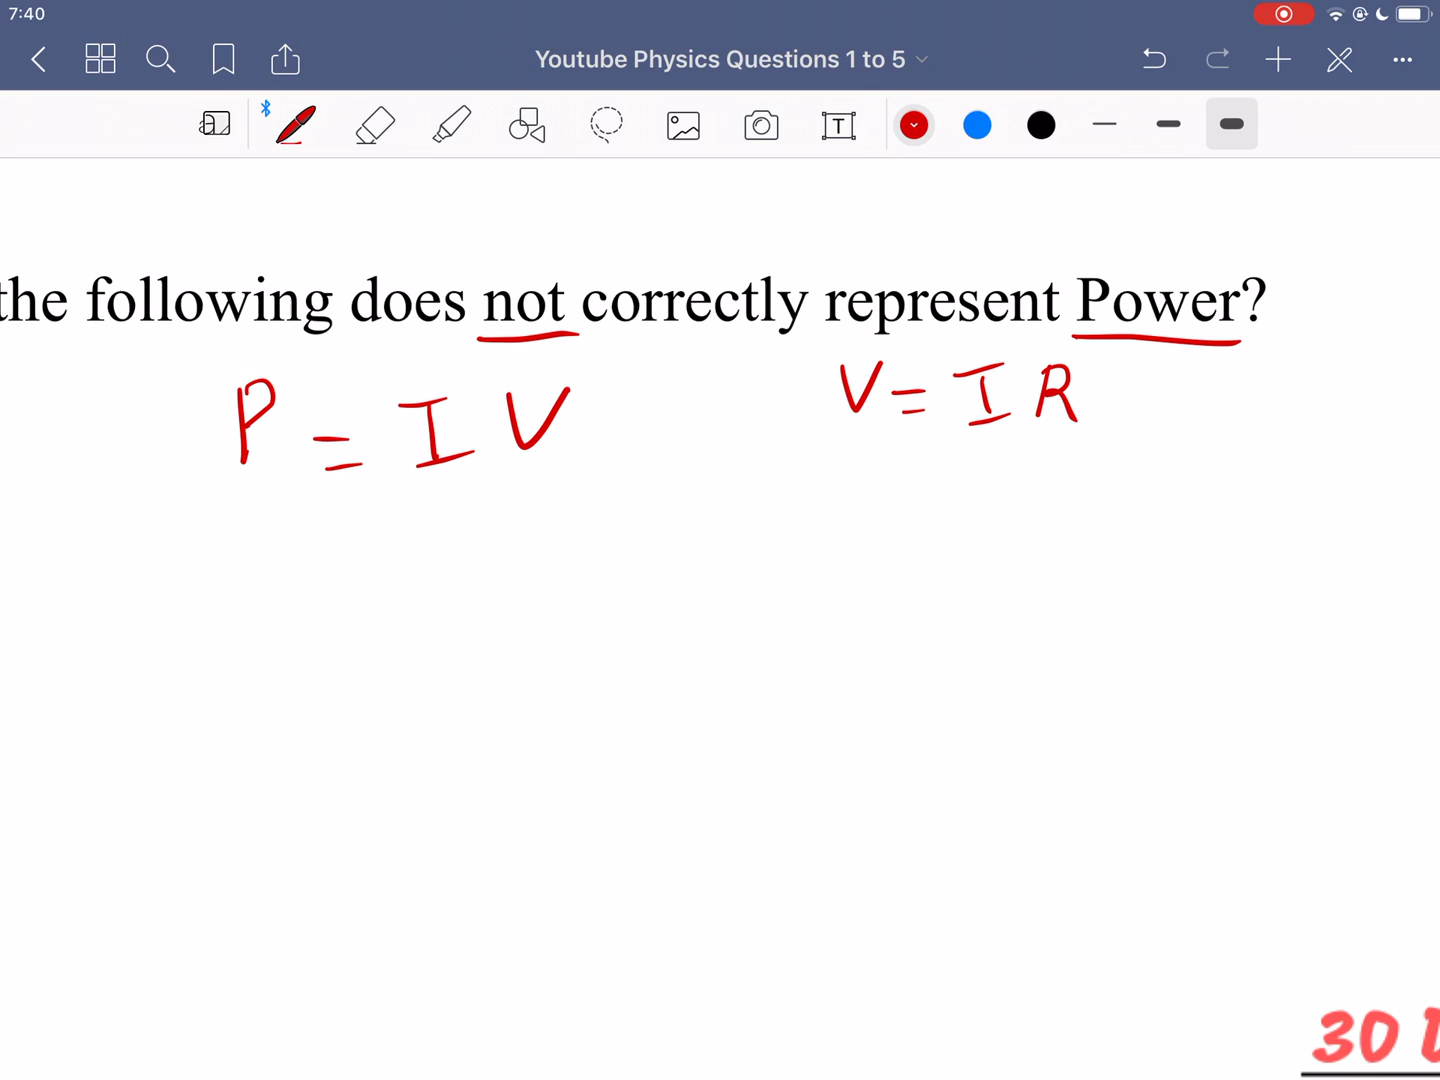 7:40
Youtube Physics Questions 1 to 5
T
the following does not correctly represent Power?
P = I V
V = I R
30